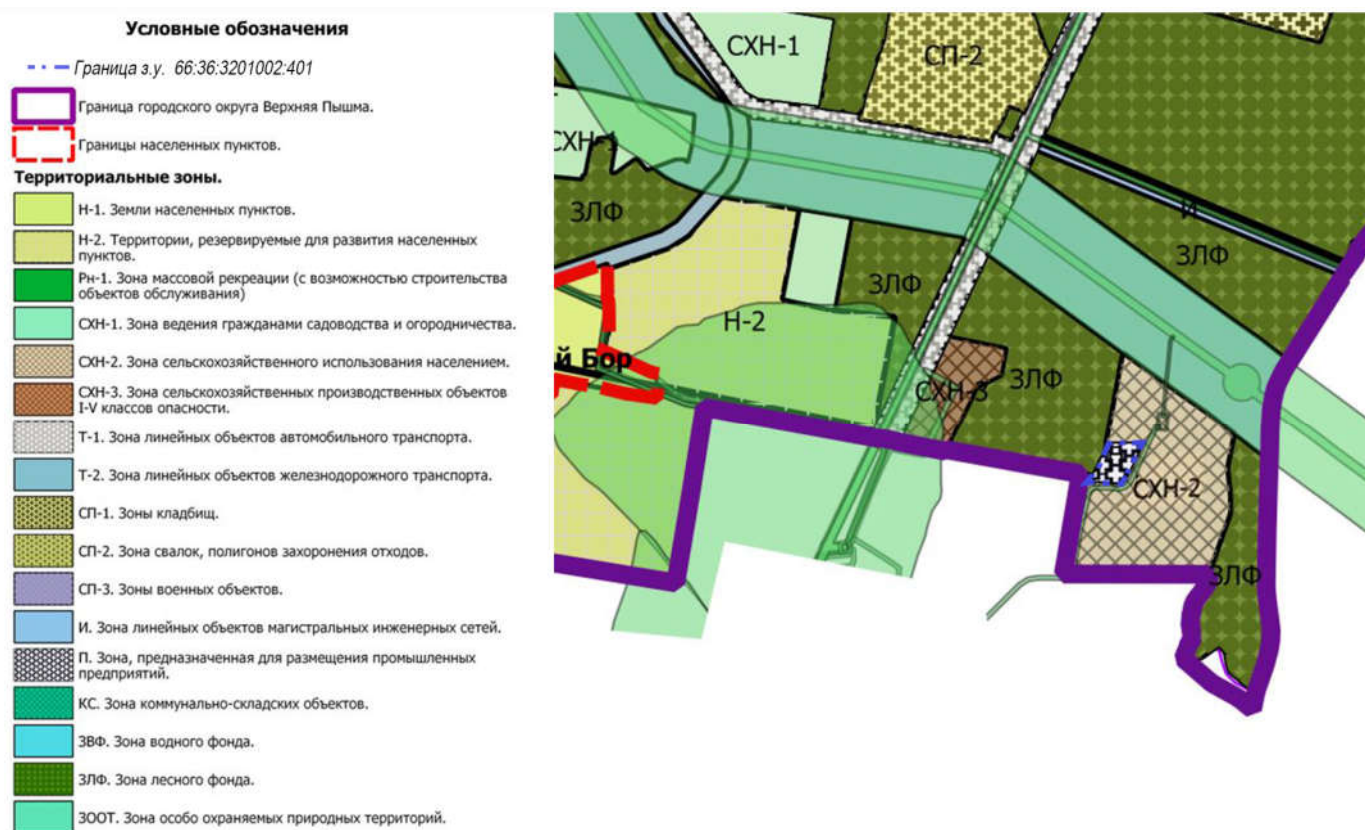 Условные обозначения
Граница з.у. 66:36:3201002:401
Граница городского округа Верхняя Пышма.
Границы населенных пунктов.
Территориальные зоны.
Н-1. Земли населенных пунктов.
Н-2. Территории, резервируемые для развития населенных
пунктов.
Рн-1. Зона массовой рекреации (с возможностью строительства
объектов обслуживания)
СХН-1. Зона ведения гражданами садоводства и огородничества.
СХН-2. Зона сельскохозяйственного использования населением.
СХН-3. Зона сельскохозяйственных производственных объектов
I-V классов опасности.
Т-1. Зона линейных объектов автомобильного транспорта.
Т-2. Зона линейных объектов железнодорожного транспорта.
СП-1. Зоны кладбищ.
СП-2. Зона свалок, полигонов захоронения отходов.
СП-3. Зоны военных объектов.
И. Зона линейных объектов магистральных инженерных сетей.
П. Зона, предназначенная для размещения промышленных
предприятий.
КС. Зона коммунально-складских объектов.
ЗВФ. Зона водного фонда.
ЗЛФ. Зона лесного фонда.
ЗООТ. Зона особо охраняемых природных территорий.
СХН-1
СП-2
СХН-1
ЗЛФ
И
ЗЛФ
ЗЛФ
Н-2
й Бор
СХН-3
ЗЛФ
СХН-2
ЗЛФ